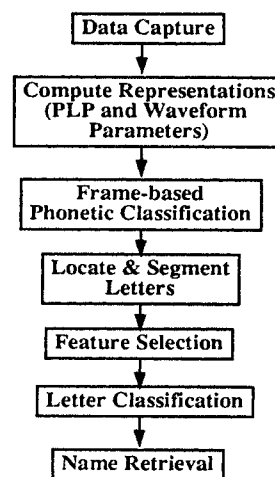 Data Capture
Compute Representations
(PLP and Waveform
Parameters)
Frame-based
Phonetic Classification
Locate & Segment
Letters
Feature Selection
Letter Classification
Name Retrieval